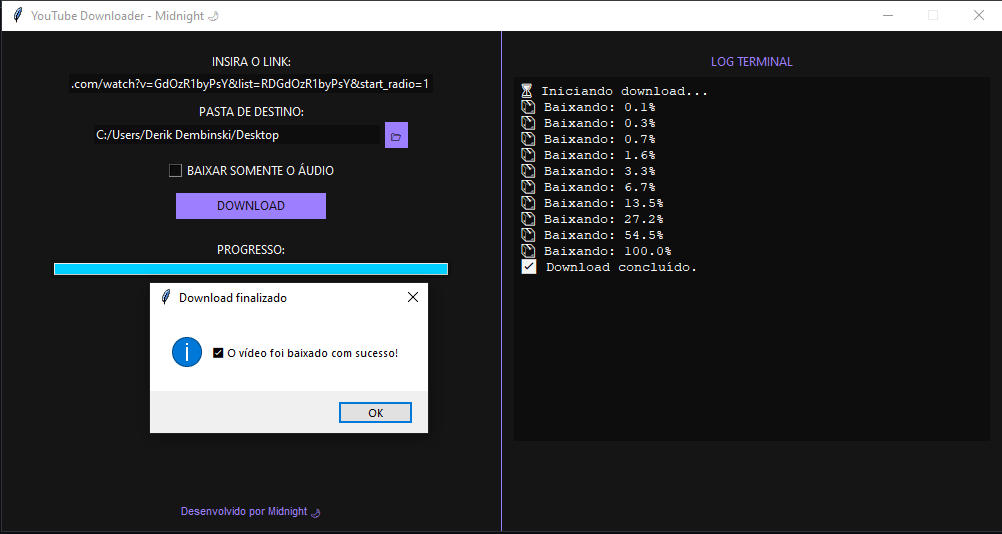 YouTube Downloader - Midnight 🌙
INSIRA O LINK:
.com/watch?v=GdOzR1byPsY&list=RDGdOzR1byPsY&start_radio=1
PASTA DE DESTINO:
C:/Users/Derik Dembinski/Desktop
BAIXAR SOMENTE O ÁUDIO
DOWNLOAD
PROGRESSO:
Download finalizado
O vídeo foi baixado com sucesso!
OK
Desenvolvido por Midnight 🌙
LOG TERMINAL
⏳ Iniciando download...
Baixando: 0.1%
Baixando: 0.3%
Baixando: 0.7%
Baixando: 1.6%
Baixando: 3.3%
Baixando: 6.7%
Baixando: 13.5%
Baixando: 27.2%
Baixando: 54.5%
Baixando: 100.0%
Download concluído.